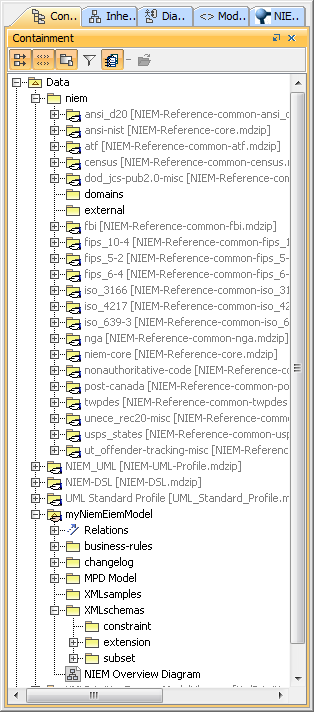 Con.. Inhe.. Dia... <> Mod.. NIE..
Containment
Data
niem
ansi_d20 [NIEM-Reference-common-ansi_d
ansi-nist [NIEM-Reference-core.mdzip]
atf [NIEM-Reference-common-atf.mdzip]
census [NIEM-Reference-common-census.m
dod_jcs-pub2.0-misc [NIEM-Reference-com
domains
external
fbi [NIEM-Reference-common-fbi.mdzip]
fips_10-4 [NIEM-Reference-common-fips_1
fips_5-2 [NIEM-Reference-common-fips_5-
fips_6-4 [NIEM-Reference-common-fips_6-
iso_3166 [NIEM-Reference-common-iso_31
iso_4217 [NIEM-Reference-common-iso_42
iso_639-3 [NIEM-Reference-common-iso_6
nga [NIEM-Reference-common-nga.mdzip]
niem-core [NIEM-Reference-core.mdzip]
nonauthoritative-code [NIEM-Reference-co
post-canada [NIEM-Reference-common-po
twpdes [NIEM-Reference-common-twpdes
unece_rec20-misc [NIEM-Reference-comm
usps_states [NIEM-Reference-common-usp
ut_offender-tracking-misc [NIEM-Referenc
NIEM_UML [NIEM-UML-Profile.mdzip]
NIEM-DSL [NIEM-DSL.mdzip]
UML Standard Profile [UML_Standard_Profile.m
myNiemEiemModel
Relations
business-rules
changelog
MPD Model
XMLsamples
XMLschemas
constraint
extension
subset
NIEM Overview Diagram